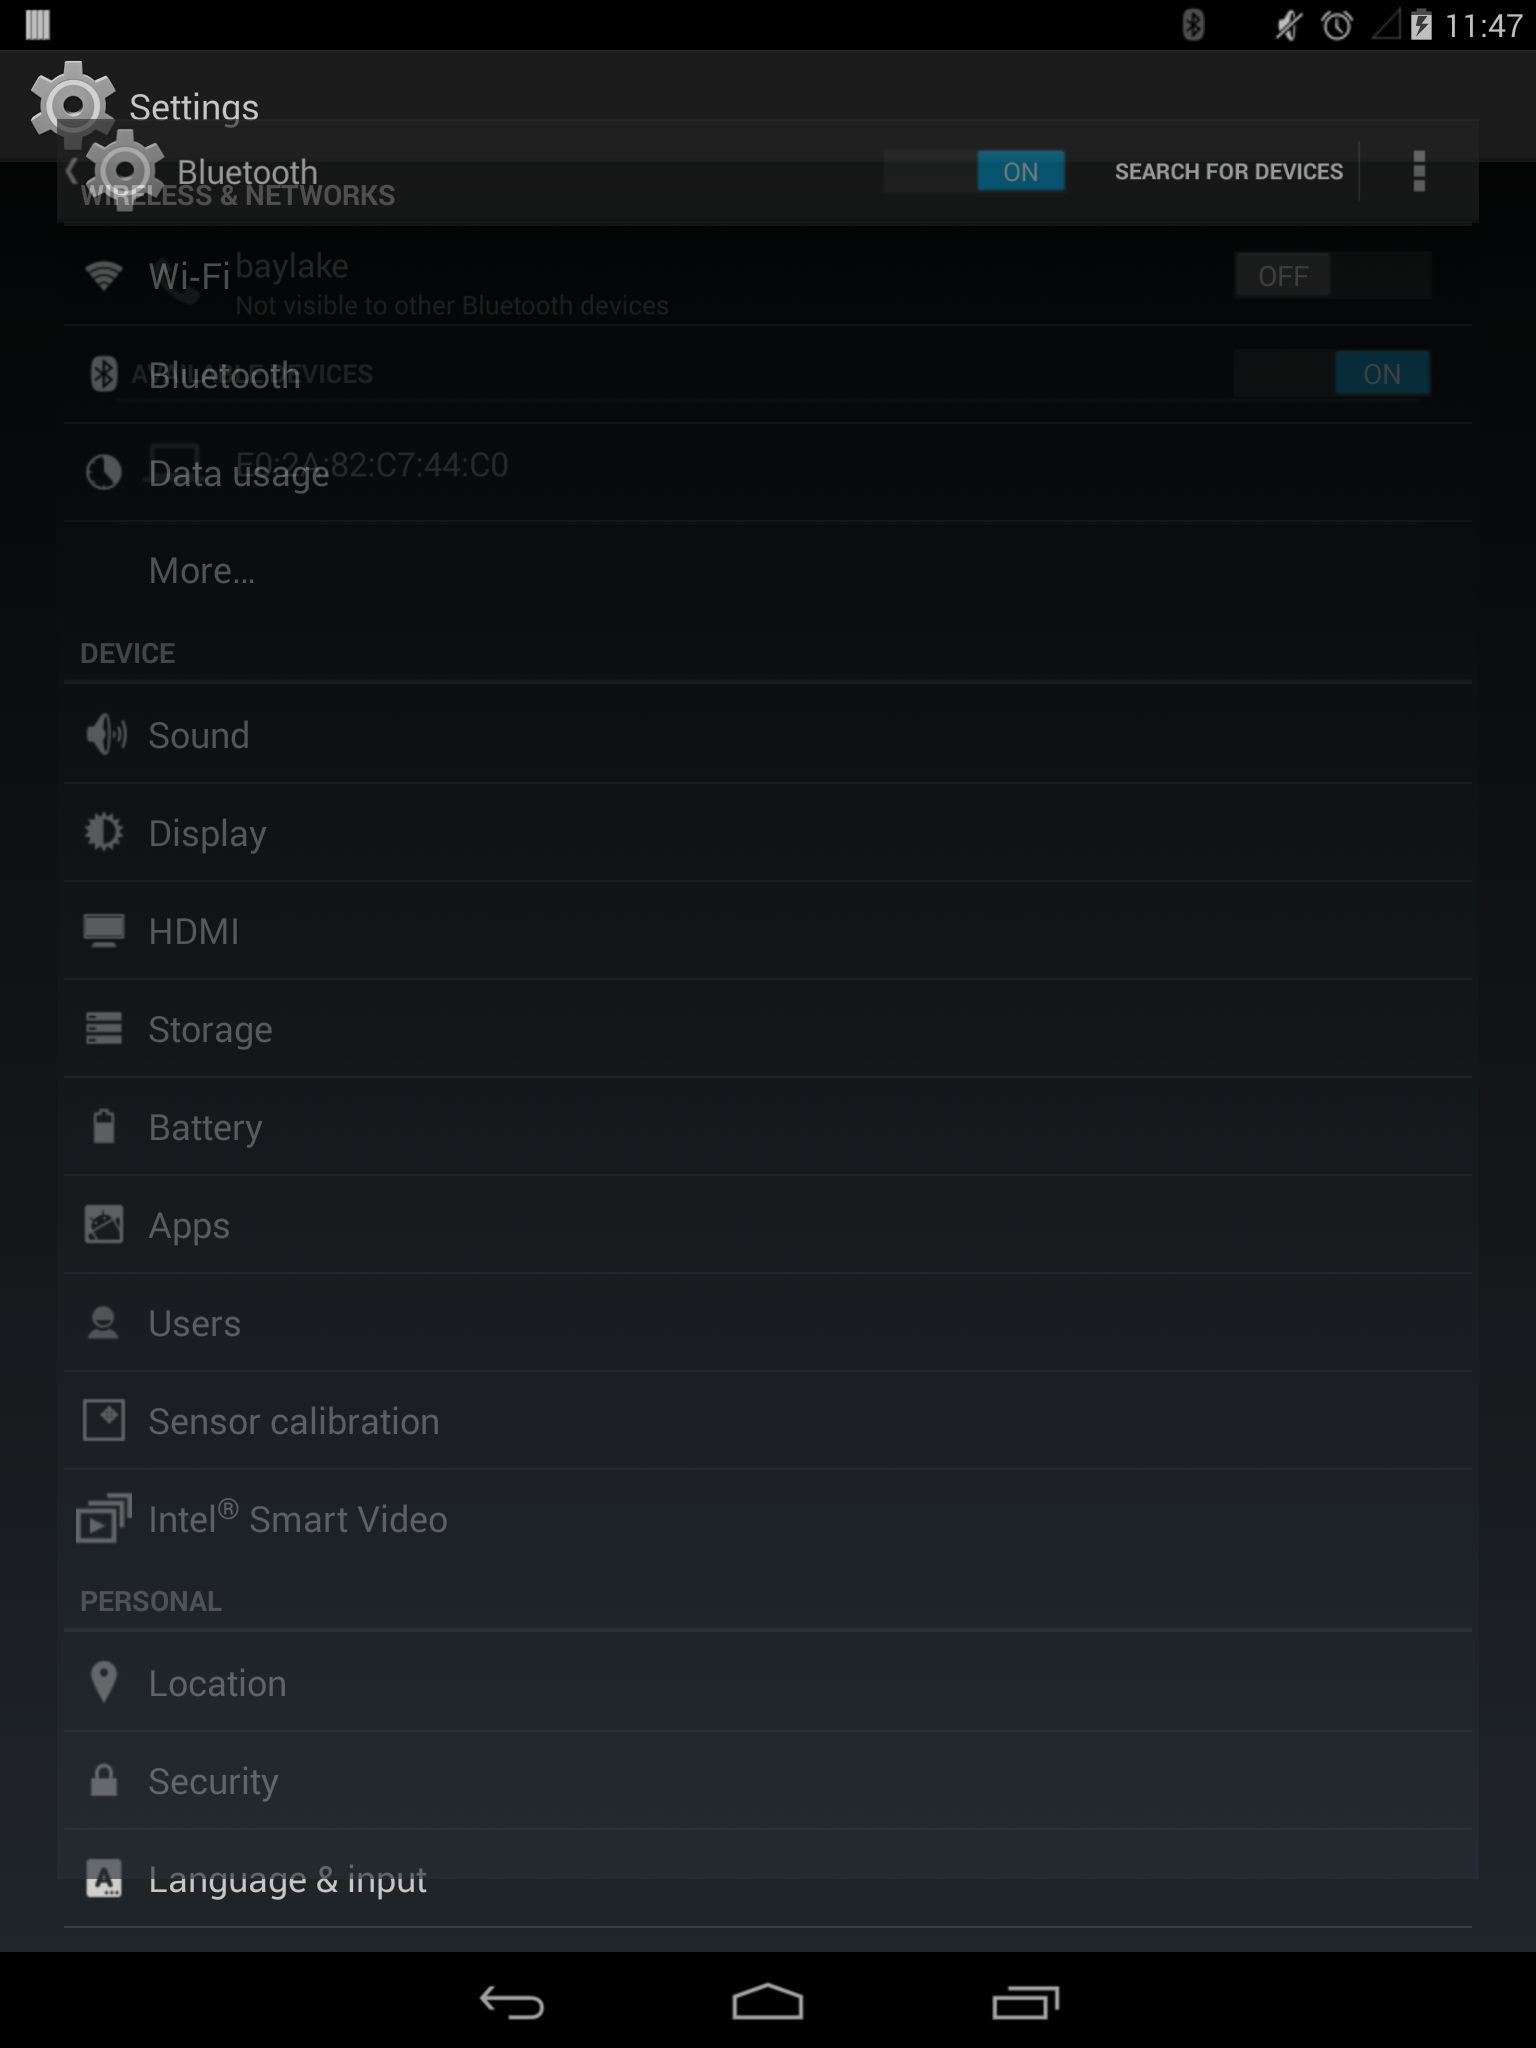 11:47
Settings
Bluetooth
ON
SEARCH FOR DEVICES
WIRELESS & NETWORKS
Wi-Fi
OFF
baylake
Not visible to other Bluetooth devices
Bluetooth
ON
AVAILABLE DEVICES
Data usage
E0:2A:82:C7:44:C0
More...
DEVICE
Sound
Display
HDMI
Storage
Battery
Apps
Users
Sensor calibration
Intel® Smart Video
PERSONAL
Location
Security
Language & input